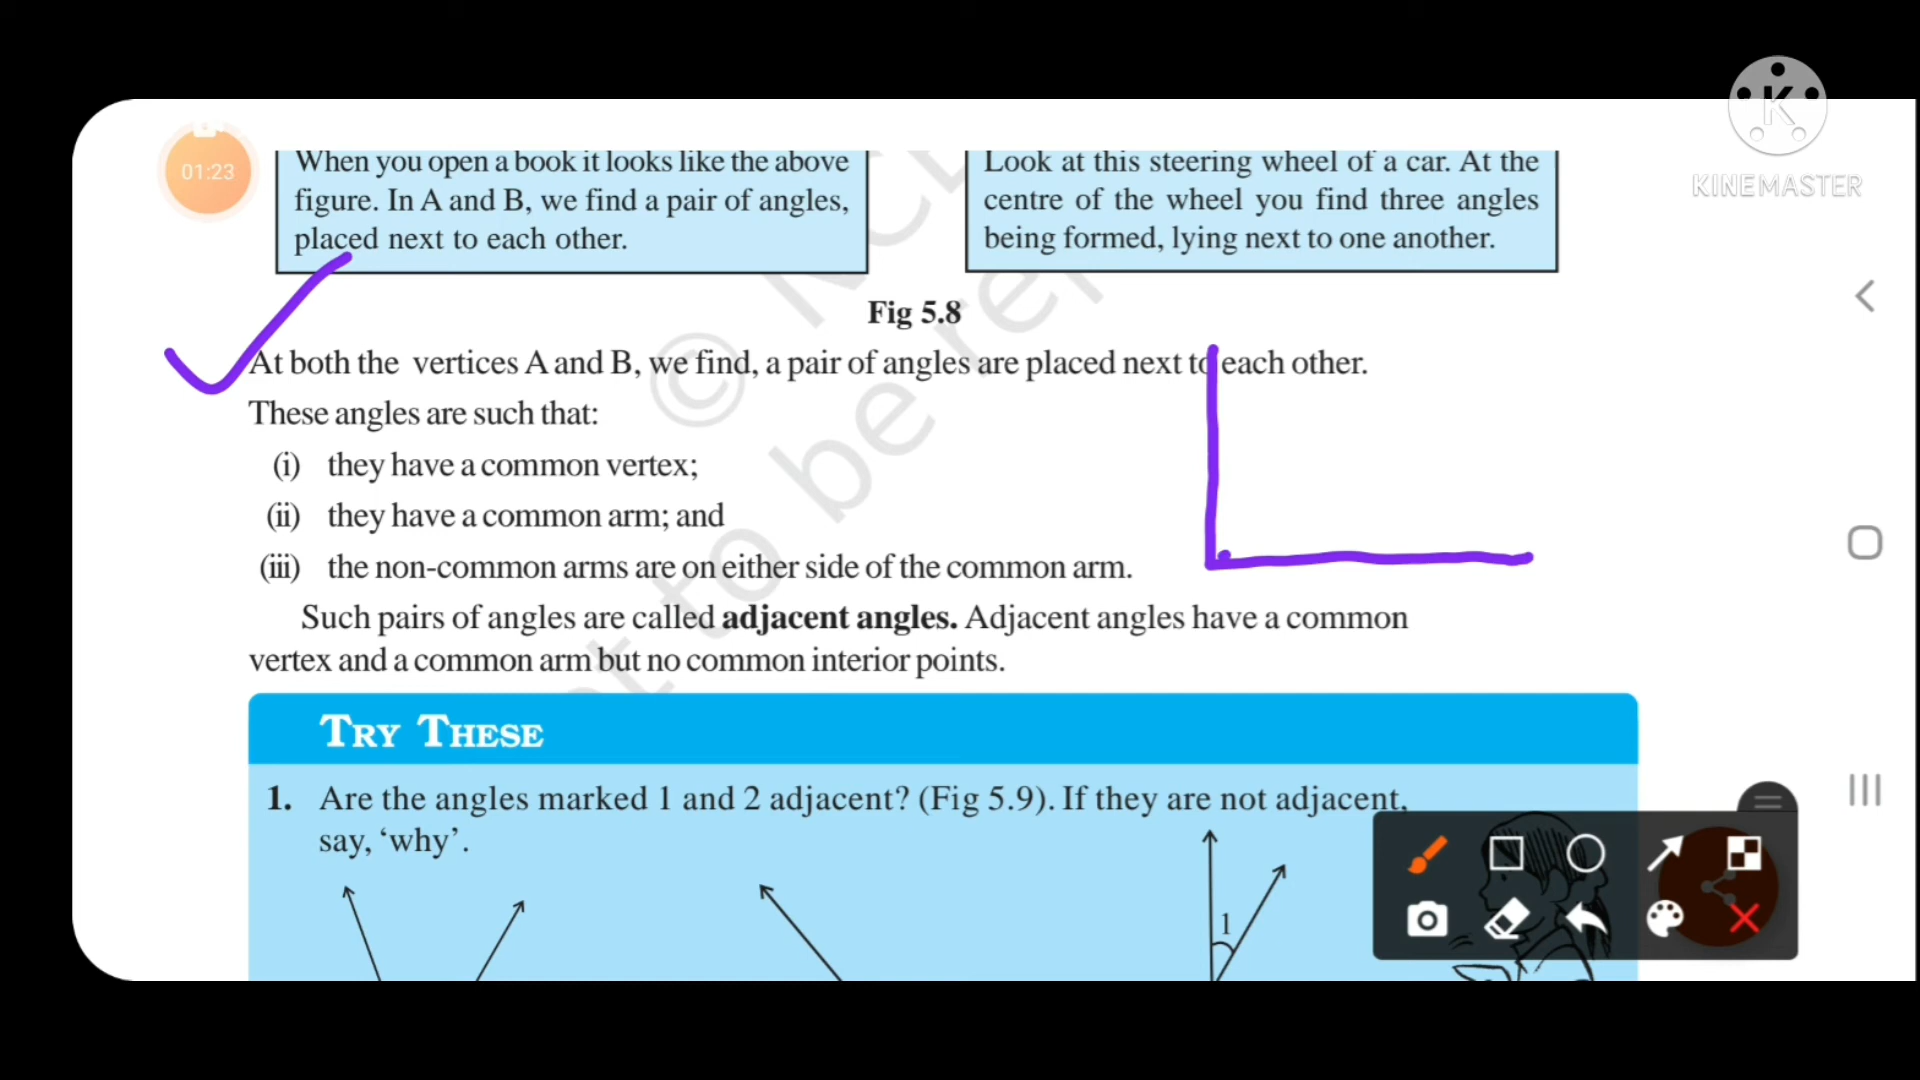 KINEMASTER
01:23
When you open a book it looks like the above
figure. In A and B, we find a pair of angles,
placed next to each other.
Look at this steering wheel of a car. At the
centre of the wheel you find three angles
being formed, lying next to one another.
Fig 5.8
At both the vertices A and B, we find, a pair of angles are placed next to each other.
These angles are such that:
(i) they have a common vertex;
(ii) they have a common arm; and
(iii) the non-common arms are on either side of the common arm.
Such pairs of angles are called adjacent angles. Adjacent angles have a common
vertex and a common arm but no common interior points.
TRY THESE
1. Are the angles marked 1 and 2 adjacent? (Fig 5.9). If they are not adjacent,
say, ‘why’.
1
© 
to be